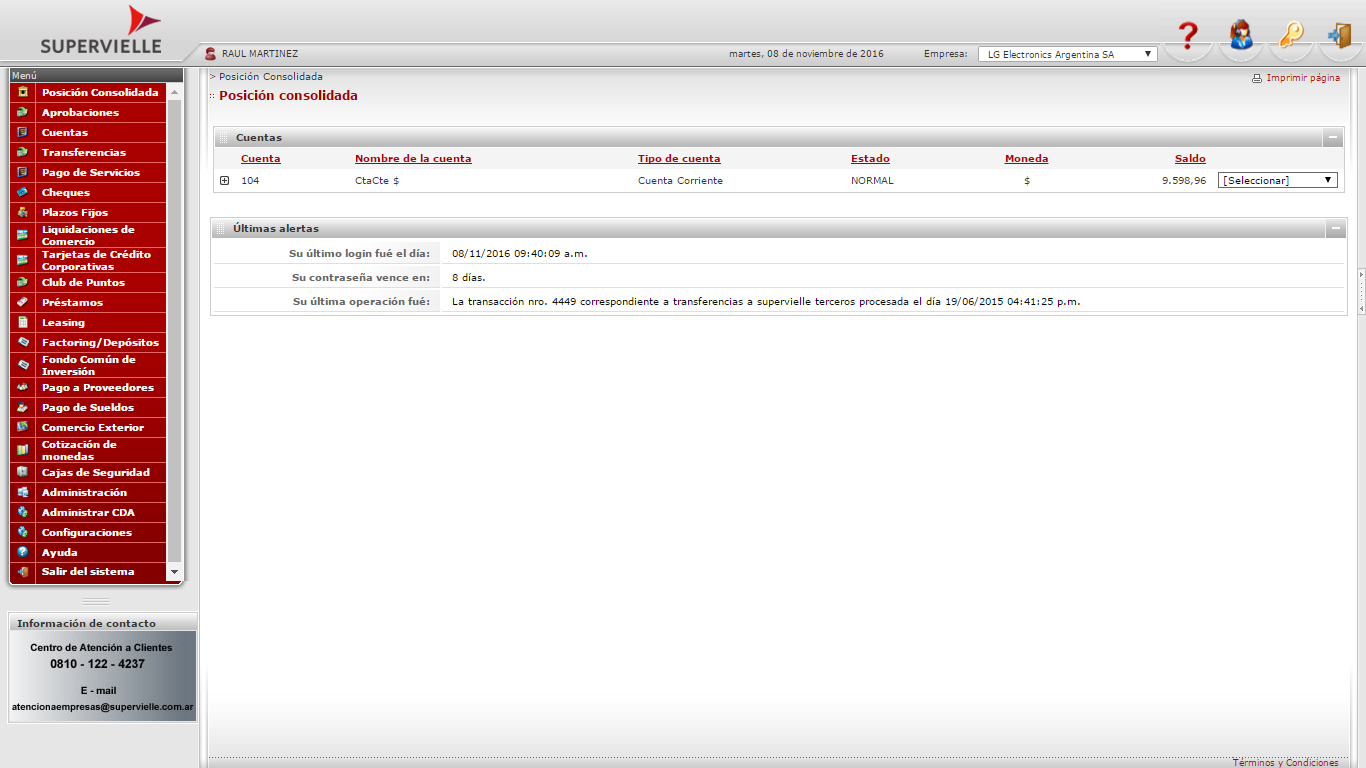 SUPERVIELLE
RAUL MARTINEZ
martes, 08 de noviembre de 2016
Empresa:
LG Electronics Argentina SA
Menú
Posición Consolidada
Aprobaciones
Cuentas
Transferencias
Pago de Servicios
Cheques
Plazos Fijos
Liquidaciones de
Comercio
Tarjetas de Crédito
Corporativas
Club de Puntos
Préstamos
Leasing
Factoring/Depósitos
Fondo Común de
Inversión
Pago a Proveedores
Pago de Sueldos
Comercio Exterior
Cotización de
monedas
Cajas de Seguridad
Administración
Administrar CDA
Configuraciones
Ayuda
Salir del sistema
Información de contacto
Centro de Atención a Clientes
0810 - 122 - 4237
E - mail
atencionaempresas@supervielle.com.ar
> Posición Consolidada
Imprimir página
:: Posición consolidada
Cuentas
Cuenta Nombre de la cuenta Tipo de cuenta Estado Moneda Saldo
104 CtaCte $ Cuenta Corriente NORMAL $ 9.598,96 [Seleccionar]
Últimas alertas
Su último login fué el día: 08/11/2016 09:40:09 a.m.
Su contraseña vence en: 8 días.
Su última operación fué: La transacción nro. 4449 correspondiente a transferencias a supervielle terceros procesada el día 19/06/2015 04:41:25 p.m.
Términos y Condiciones